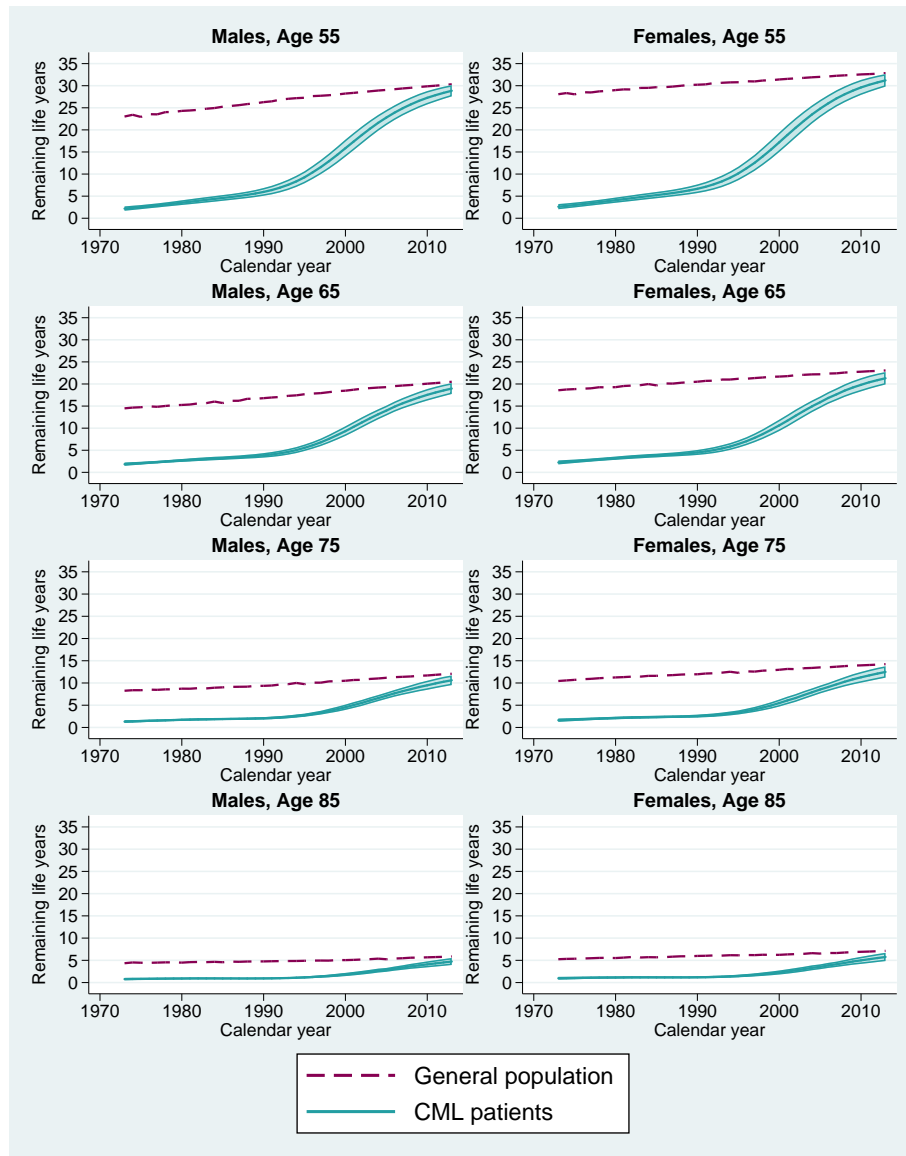 Males, Age 55
Remaining life years
35
30
25
20
15
10
5
0
1970 1980 1990 2000 2010
Calendar year
Females, Age 55
Remaining life years
35
30
25
20
15
10
5
0
1970 1980 1990 2000 2010
Calendar year
Males, Age 65
Remaining life years
35
30
25
20
15
10
5
0
1970 1980 1990 2000 2010
Calendar year
Females, Age 65
Remaining life years
35
30
25
20
15
10
5
0
1970 1980 1990 2000 2010
Calendar year
Males, Age 75
Remaining life years
35
30
25
20
15
10
5
0
1970 1980 1990 2000 2010
Calendar year
Females, Age 75
Remaining life years
35
30
25
20
15
10
5
0
1970 1980 1990 2000 2010
Calendar year
Males, Age 85
Remaining life years
35
30
25
20
15
10
5
0
1970 1980 1990 2000 2010
Calendar year
Females, Age 85
Remaining life years
35
30
25
20
15
10
5
0
1970 1980 1990 2000 2010
Calendar year
General population
CML patients